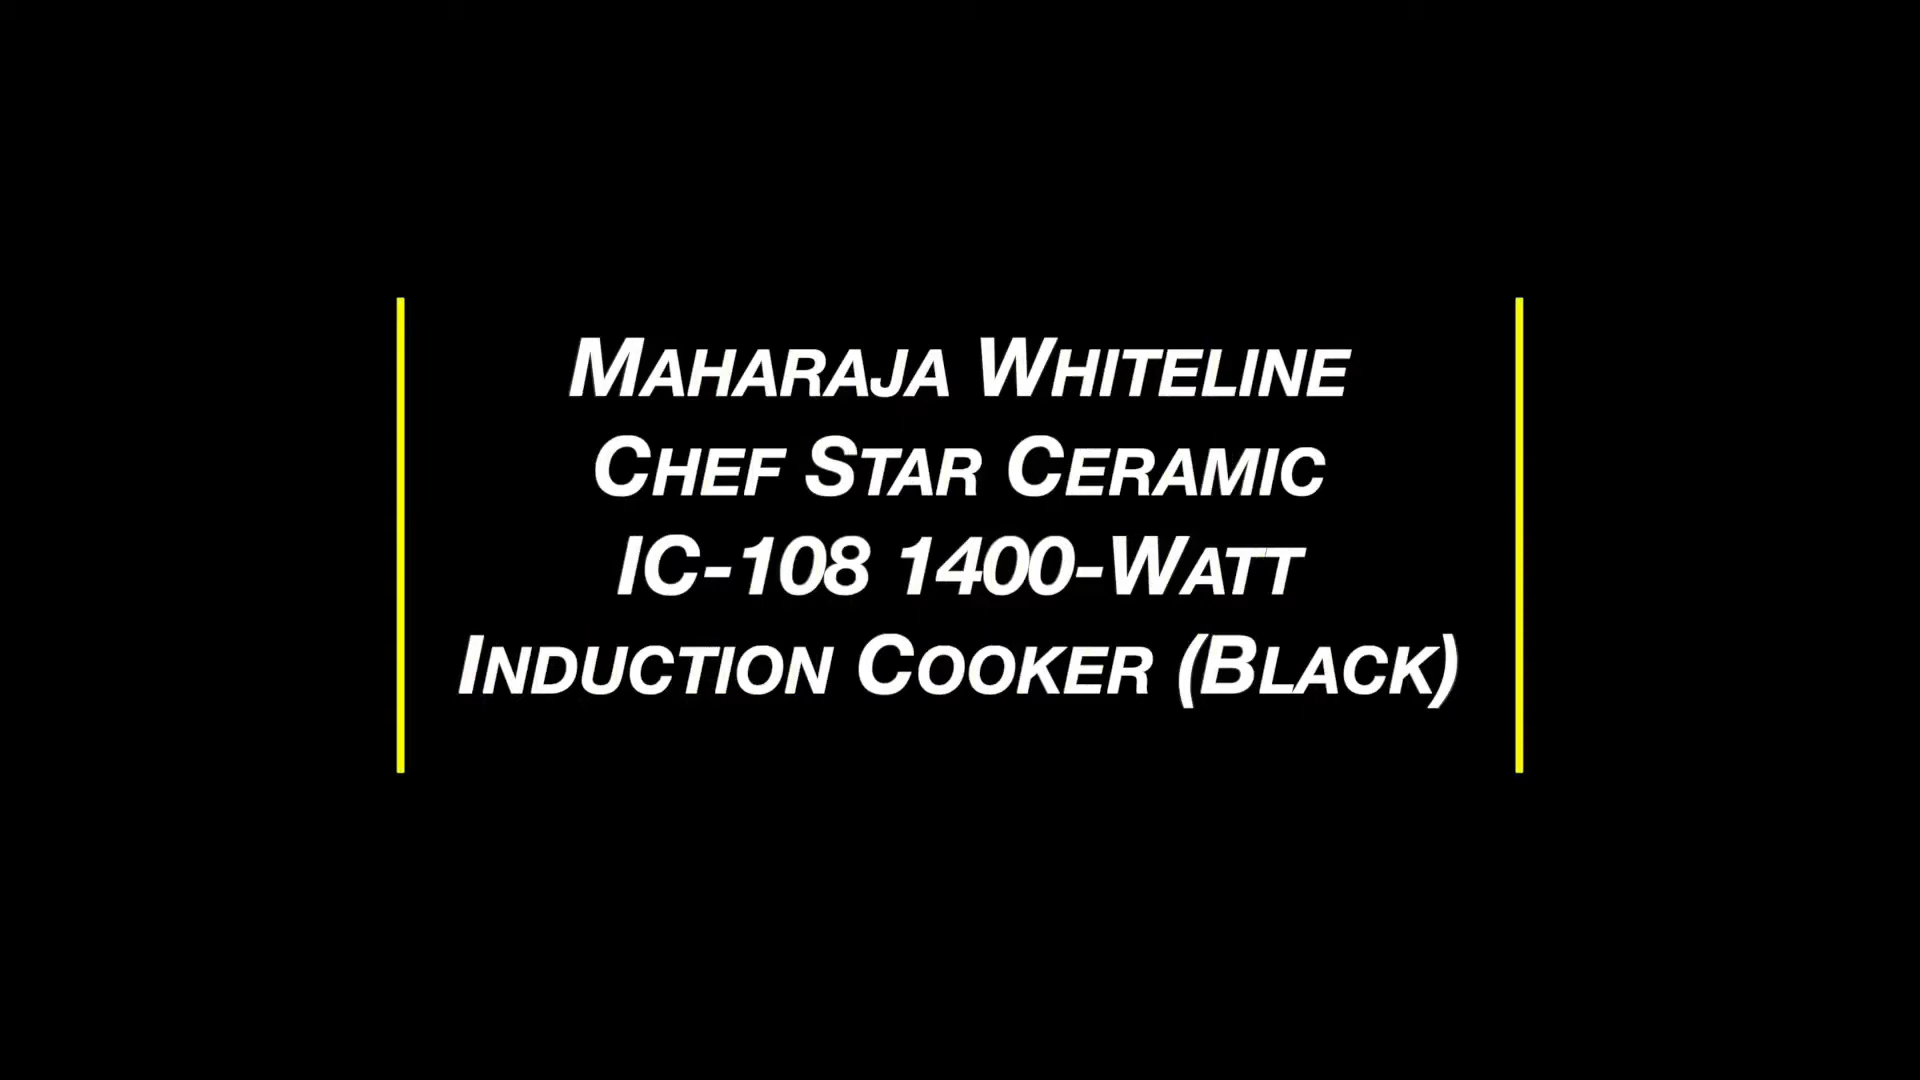 Maharaja Whiteline
Chef Star Ceramic
IC-108 1400-Watt
Induction Cooker (Black)